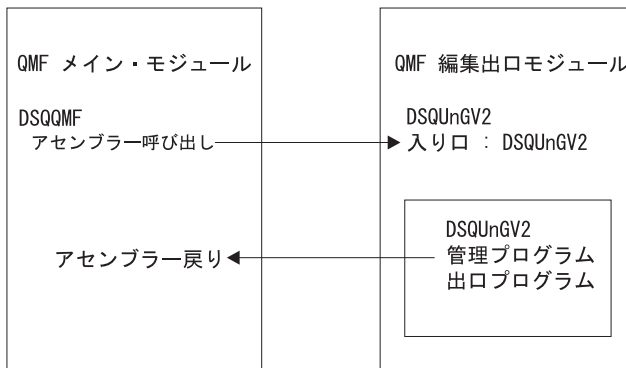 QMF メイン・モジュール
DSQQMF
アセンブラー呼び出し
アセンブラー戻り
QMF 編集出口モジュール
DSQUnGV2
入り口 : DSQUnGV2
DSQUnGV2
管理プログラム
出口プログラム